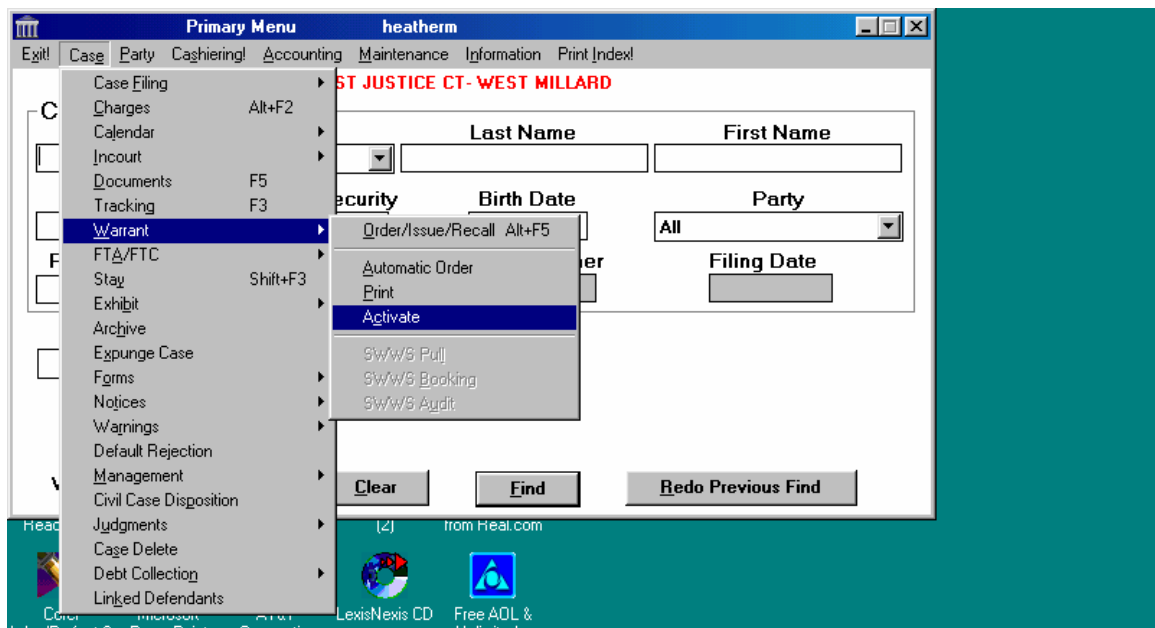 Primary Menu heatherm
Exit! Case Party Cashiering! Accounting Maintenance Information Print Index!
Case Filing
ST JUSTICE CT- WEST MILLARD
Charges Alt+F2
C
Calendar
Last Name First Name
Incourt
Documents F5
Tracking F3
ecurity Birth Date Party
Warrant
Order/Issue/Recall Alt+F5
All
FTA/FTC
F
Automatic Order
er Filing Date
Stay Shift+F3
Print
Exhibit
Activate
Archive
Expunge Case
SWWS Pull
Forms
SWWS Booking
Notices
SWWS Audit
Warnings
Default Rejection
Management
Clear Find Redo Previous Find
Civil Case Disposition
Judgments
Read
(2) from Real.com
Case Delete
Debt Collection
Linked Defendants
LexisNexis CD Free AOL &